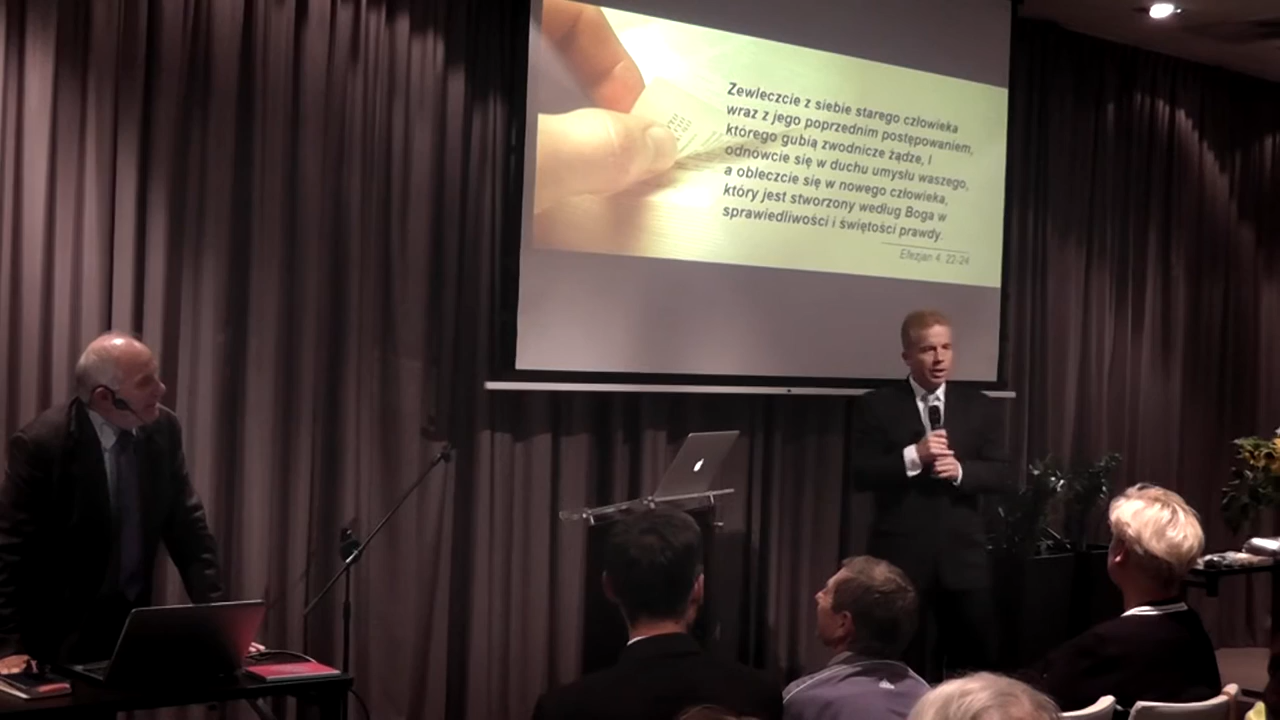 Zewleczcie z siebie starego człowieka
wraz z jego poprzednim postępowaniem,
którego gubią zwodnicze żądze, i
odnówcie się w duchu umysłu waszego,
a obleczcie się w nowego człowieka,
który jest stworzony według Boga w
sprawiedliwości i świętości prawdy.
Efezjan 4, 22-24